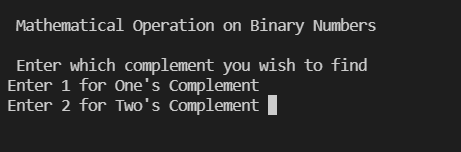 Mathematical Operation on Binary Numbers
Enter which complement you wish to find
Enter 1 for One's Complement
Enter 2 for Two's Complement